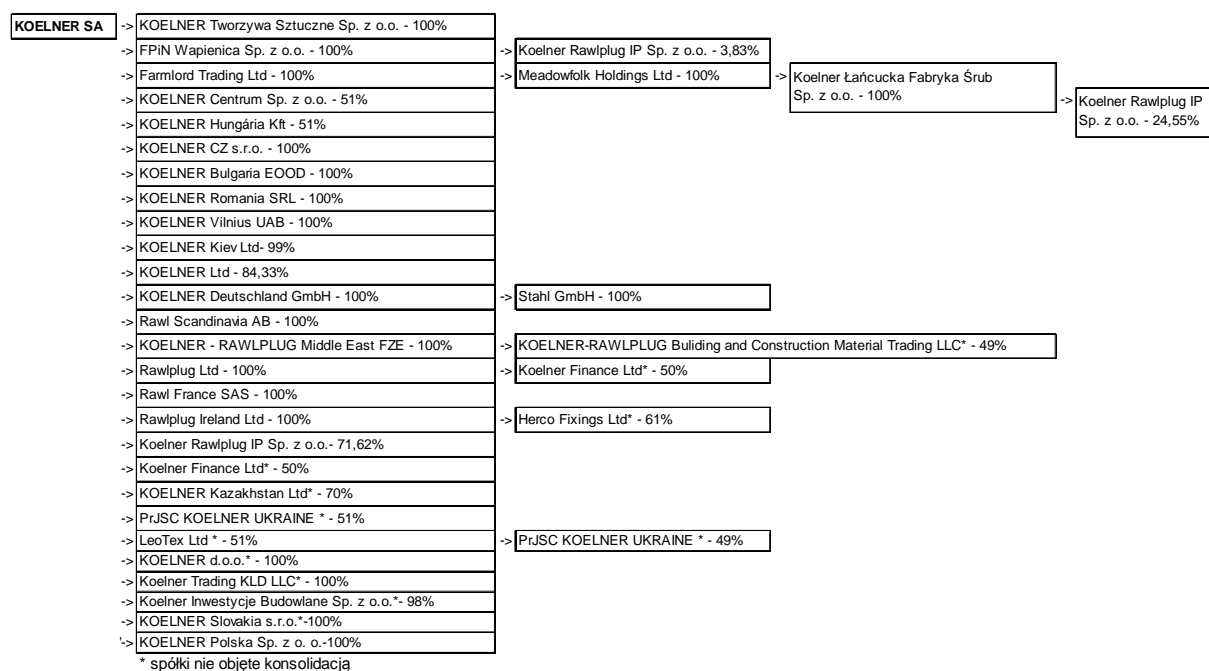 KOELNER SA -> KOELNER Tworzywa Sztuczne Sp. z o.o. - 100%
-> FPiN Wapienica Sp. z o.o. - 100% -> Koelner Rawlplug IP Sp. z o.o. - 3,83%
-> Farmlord Trading Ltd - 100% -> Meadowfolk Holdings Ltd - 100% -> Koelner Łańcucka Fabryka Śrub
Sp. z o.o. - 100%
-> KOELNER Centrum Sp. z o.o. - 51% -> Koelner Rawlplug IP
Sp. z o.o. - 24,55%
-> KOELNER Hungária Kft - 51%
-> KOELNER CZ s.r.o. - 100%
-> KOELNER Bulgaria EOOD - 100%
-> KOELNER Romania SRL - 100%
-> KOELNER Vilnius UAB - 100%
-> KOELNER Kiev Ltd- 99%
-> KOELNER Ltd - 84,33%
-> KOELNER Deutschland GmbH - 100% -> Stahl GmbH - 100%
-> Rawl Scandinavia AB - 100%
-> KOELNER - RAWLPLUG Middle East FZE - 100% -> KOELNER-RAWLPLUG Buliding and Construction Material Trading LLC* - 49%
-> Rawlplug Ltd - 100% -> Koelner Finance Ltd* - 50%
-> Rawl France SAS - 100%
-> Rawlplug Ireland Ltd - 100% -> Herco Fixings Ltd* - 61%
-> Koelner Rawlplug IP Sp. z o.o.- 71,62%
-> Koelner Finance Ltd* - 50%
-> KOELNER Kazakhstan Ltd* - 70%
-> PrJSC KOELNER UKRAINE * - 51%
-> LeoTex Ltd * - 51% -> PrJSC KOELNER UKRAINE * - 49%
-> KOELNER d.o.o.* - 100%
-> Koelner Trading KLD LLC* - 100%
-> Koelner Inwestycje Budowlane Sp. z o.o.*- 98%
-> KOELNER Slovakia s.r.o.*-100%
'-> KOELNER Polska Sp. z o. o.-100%
* spółki nie objęte konsolidacją